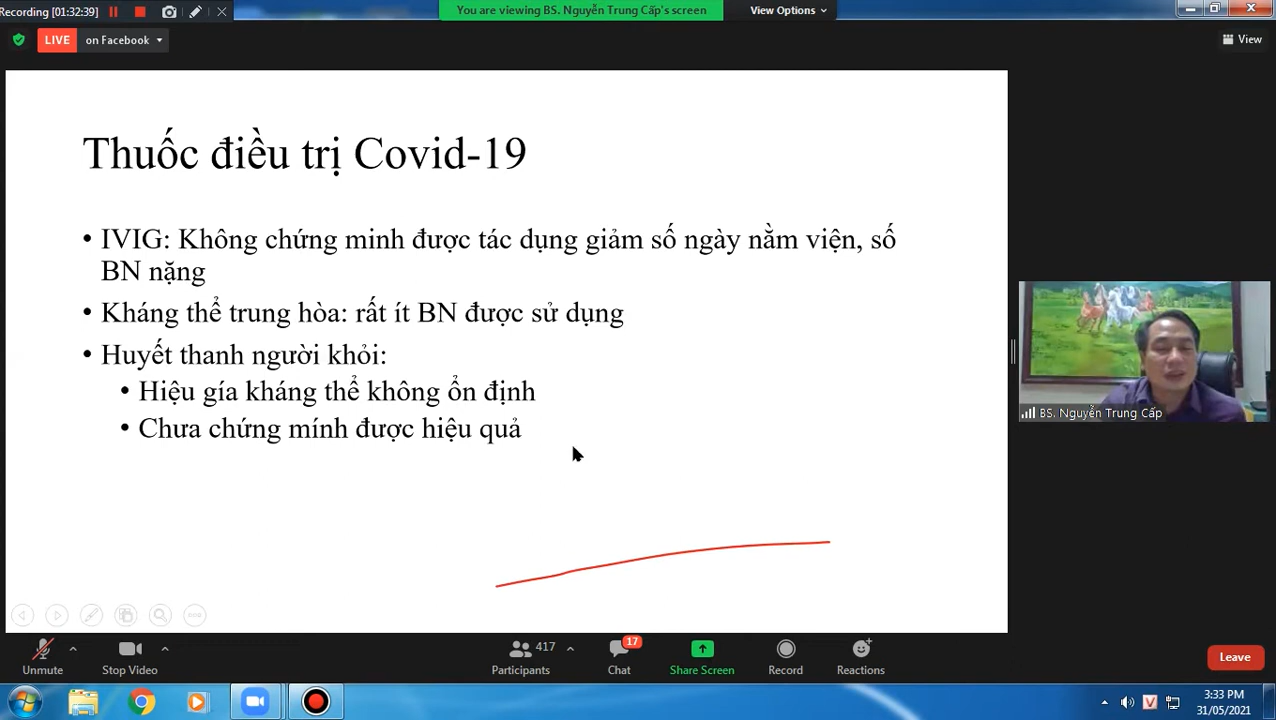 Recording [01:32:39]
You are viewing BS. Nguyễn Trung Cấp's screen
View Options
LIVE
on Facebook
View
Thuốc điều trị Covid-19
• IVIG: Không chứng minh được tác dụng giảm số ngày nằm viện, số
BN nặng
• Kháng thể trung hòa: rất ít BN được sử dụng
• Huyết thanh người khỏi:
• Hiệu gía kháng thể không ổn định
• Chưa chứng mính được hiệu quả
BS. Nguyễn Trung Cấp
417
17
Unmute
Stop Video
Participants
Chat
Share Screen
Record
Reactions
Leave
V
3:33 PM
31/05/2021